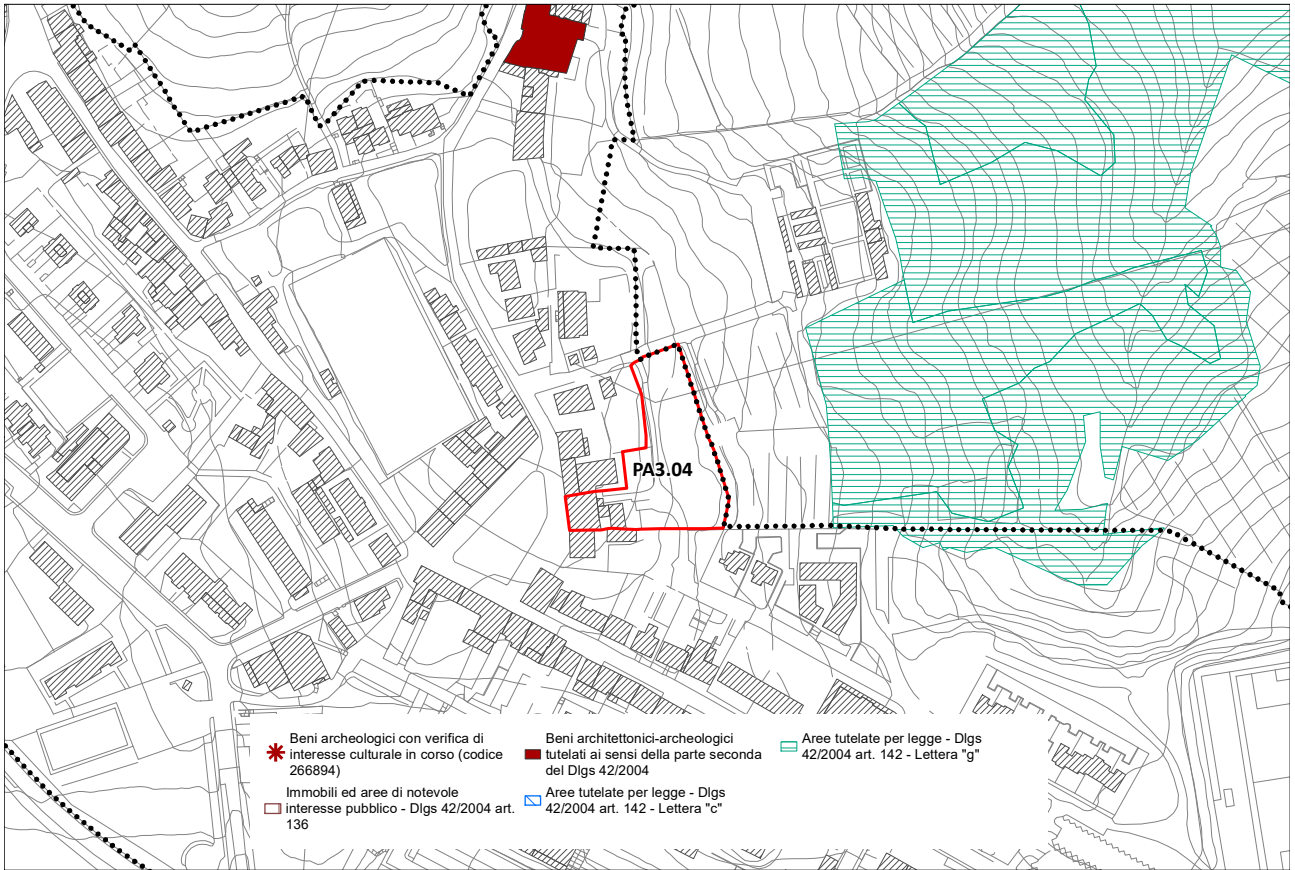 PA3.04
Beni archeologici con verifica di
interesse culturale in corso (codice
266894)
Immobili ed aree di notevole
interesse pubblico - Dlgs 42/2004 art.
136
Beni architettonici-archeologici
tutelati ai sensi della parte seconda
del Dlgs 42/2004
Aree tutelate per legge - Dlgs
42/2004 art. 142 - Lettera "c"
Aree tutelate per legge - Dlgs
42/2004 art. 142 - Lettera "g"